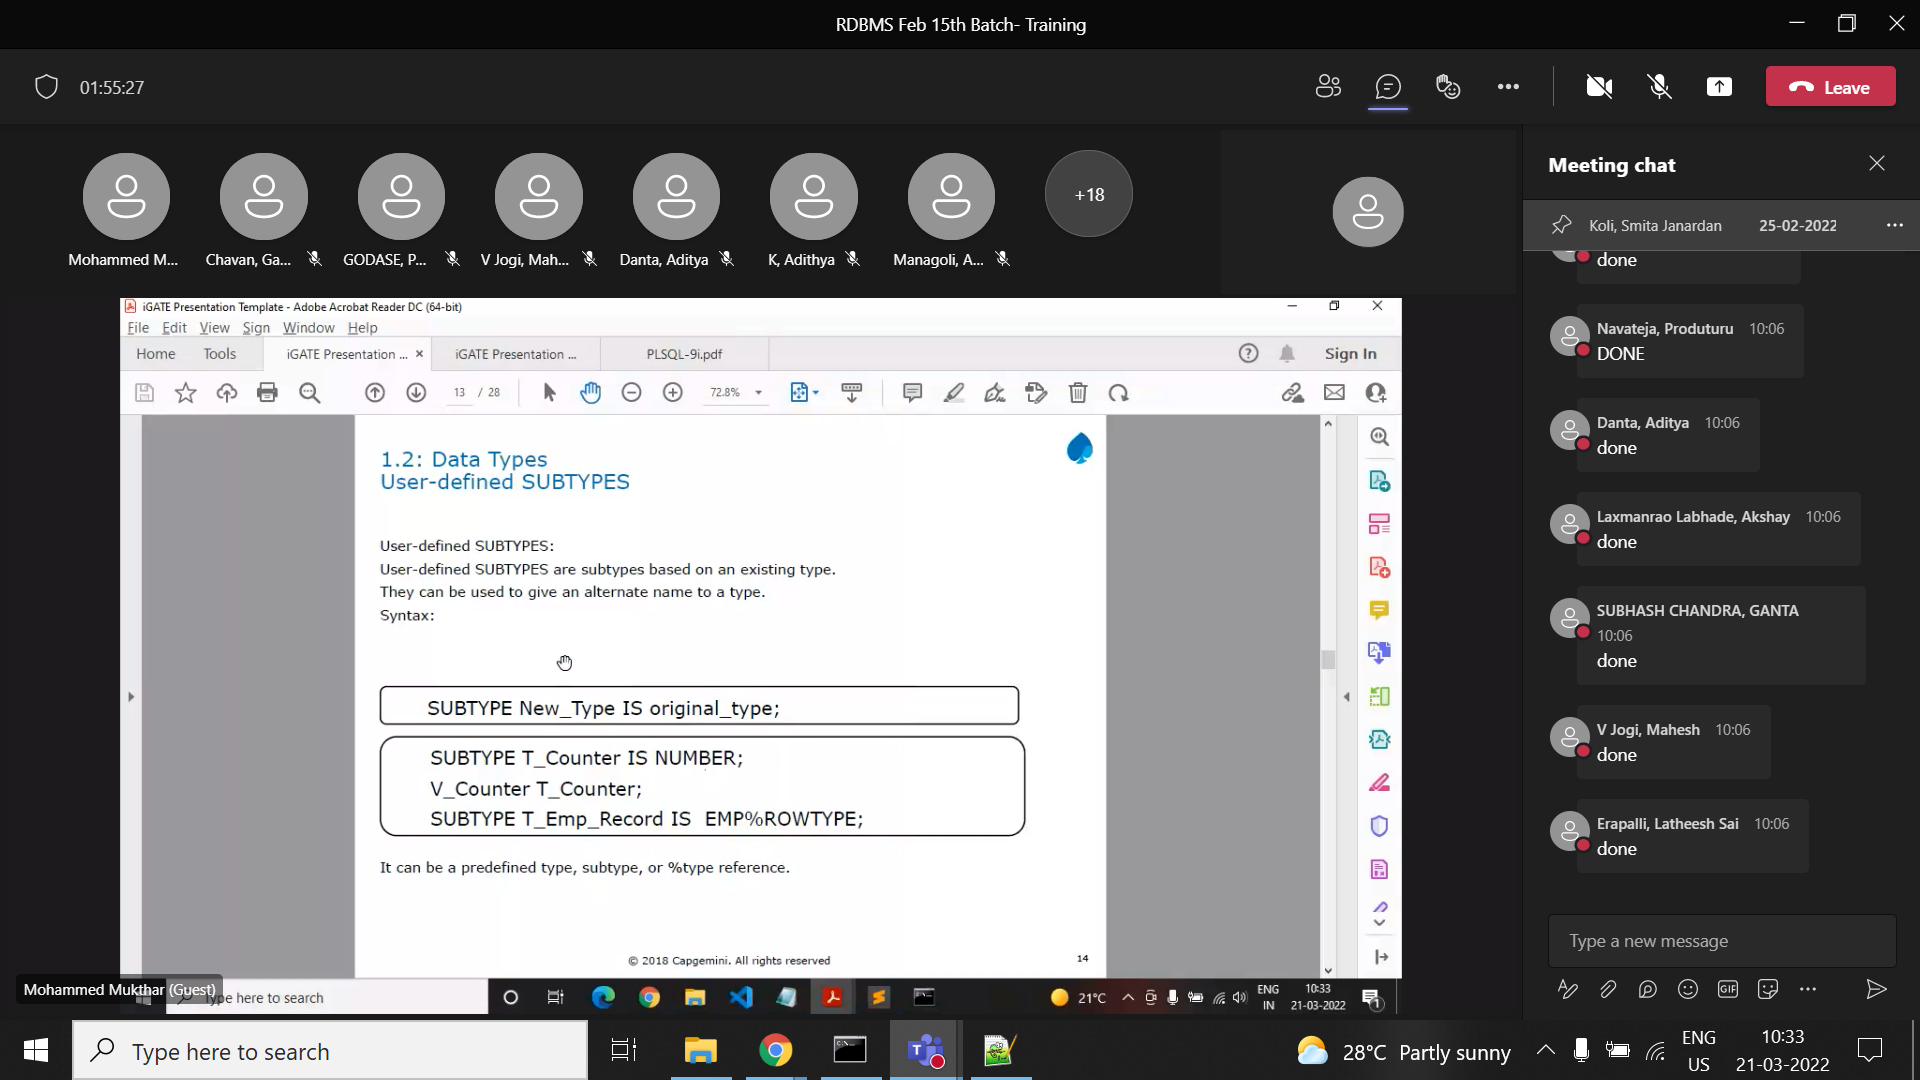 RDBMS Feb 15th Batch- Training
01:55:27
Leave
Mohammed M...
Chavan, Ga...
GODASE, P...
V Jogi, Mah...
Danta, Aditya
K, Adithya
Managoli, A...
+18
iGATE Presentation Template - Adobe Acrobat Reader DC (64-bit)
File Edit View Sign Window Help
Home Tools iGATE Presentation ... × iGATE Presentation ... PLSQL-9i.pdf Sign In
13 / 28 72.8%
1.2: Data Types
User-defined SUBTYPES
User-defined SUBTYPES:
User-defined SUBTYPES are subtypes based on an existing type.
They can be used to give an alternate name to a type.
Syntax:
SUBTYPE New_Type IS original_type;
SUBTYPE T_Counter IS NUMBER;
V_Counter T_Counter;
SUBTYPE T_Emp_Record IS EMP%ROWTYPE;
It can be a predefined type, subtype, or %type reference.
© 2018 Capgemini. All rights reserved
14
Mohammed Mukthar (Guest)
Type here to search
21°C
ENG
IN
10:33
21-03-2022
1
Meeting chat
Koli, Smita Janardan 25-02-2022
done
Navateja, Produturu 10:06
DONE
Danta, Aditya 10:06
done
Laxmanrao Labhade, Akshay 10:06
done
SUBHASH CHANDRA, GANTA
10:06
done
V Jogi, Mahesh 10:06
done
Erapalli, Latheesh Sai 10:06
done
Type a new message
GIF
Type here to search
28°C Partly sunny
ENG
US
10:33
21-03-2022